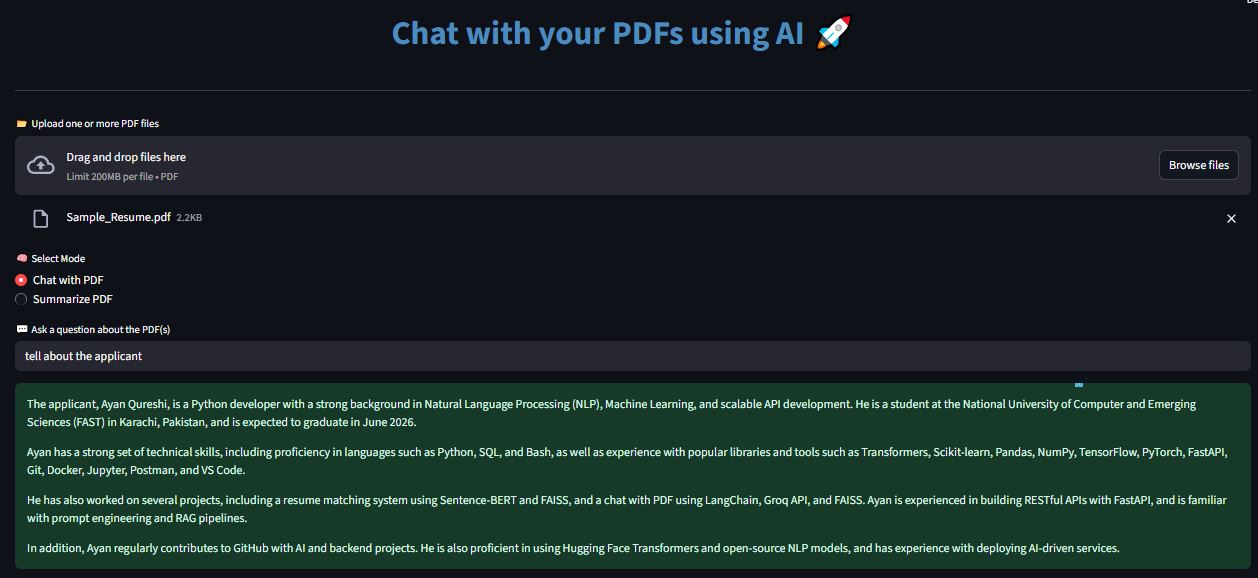 Chat with your PDFs using AI 🚀
📂 Upload one or more PDF files
Drag and drop files here
Limit 200MB per file • PDF
Browse files
Sample_Resume.pdf 2.2KB
🧠 Select Mode
Chat with PDF
Summarize PDF
💬 Ask a question about the PDF(s)
tell about the applicant
The applicant, Ayan Qureshi, is a Python developer with a strong background in Natural Language Processing (NLP), Machine Learning, and scalable API development. He is a student at the National University of Computer and Emerging
Sciences (FAST) in Karachi, Pakistan, and is expected to graduate in June 2026.
Ayan has a strong set of technical skills, including proficiency in languages such as Python, SQL, and Bash, as well as experience with popular libraries and tools such as Transformers, Scikit-learn, Pandas, NumPy, TensorFlow, PyTorch, FastAPI,
Git, Docker, Jupyter, Postman, and VS Code.
He has also worked on several projects, including a resume matching system using Sentence-BERT and FAISS, and a chat with PDF using LangChain, Groq API, and FAISS. Ayan is experienced in building RESTful APIs with FastAPI, and is familiar
with prompt engineering and RAG pipelines.
In addition, Ayan regularly contributes to GitHub with AI and backend projects. He is also proficient in using Hugging Face Transformers and open-source NLP models, and has experience with deploying AI-driven services.